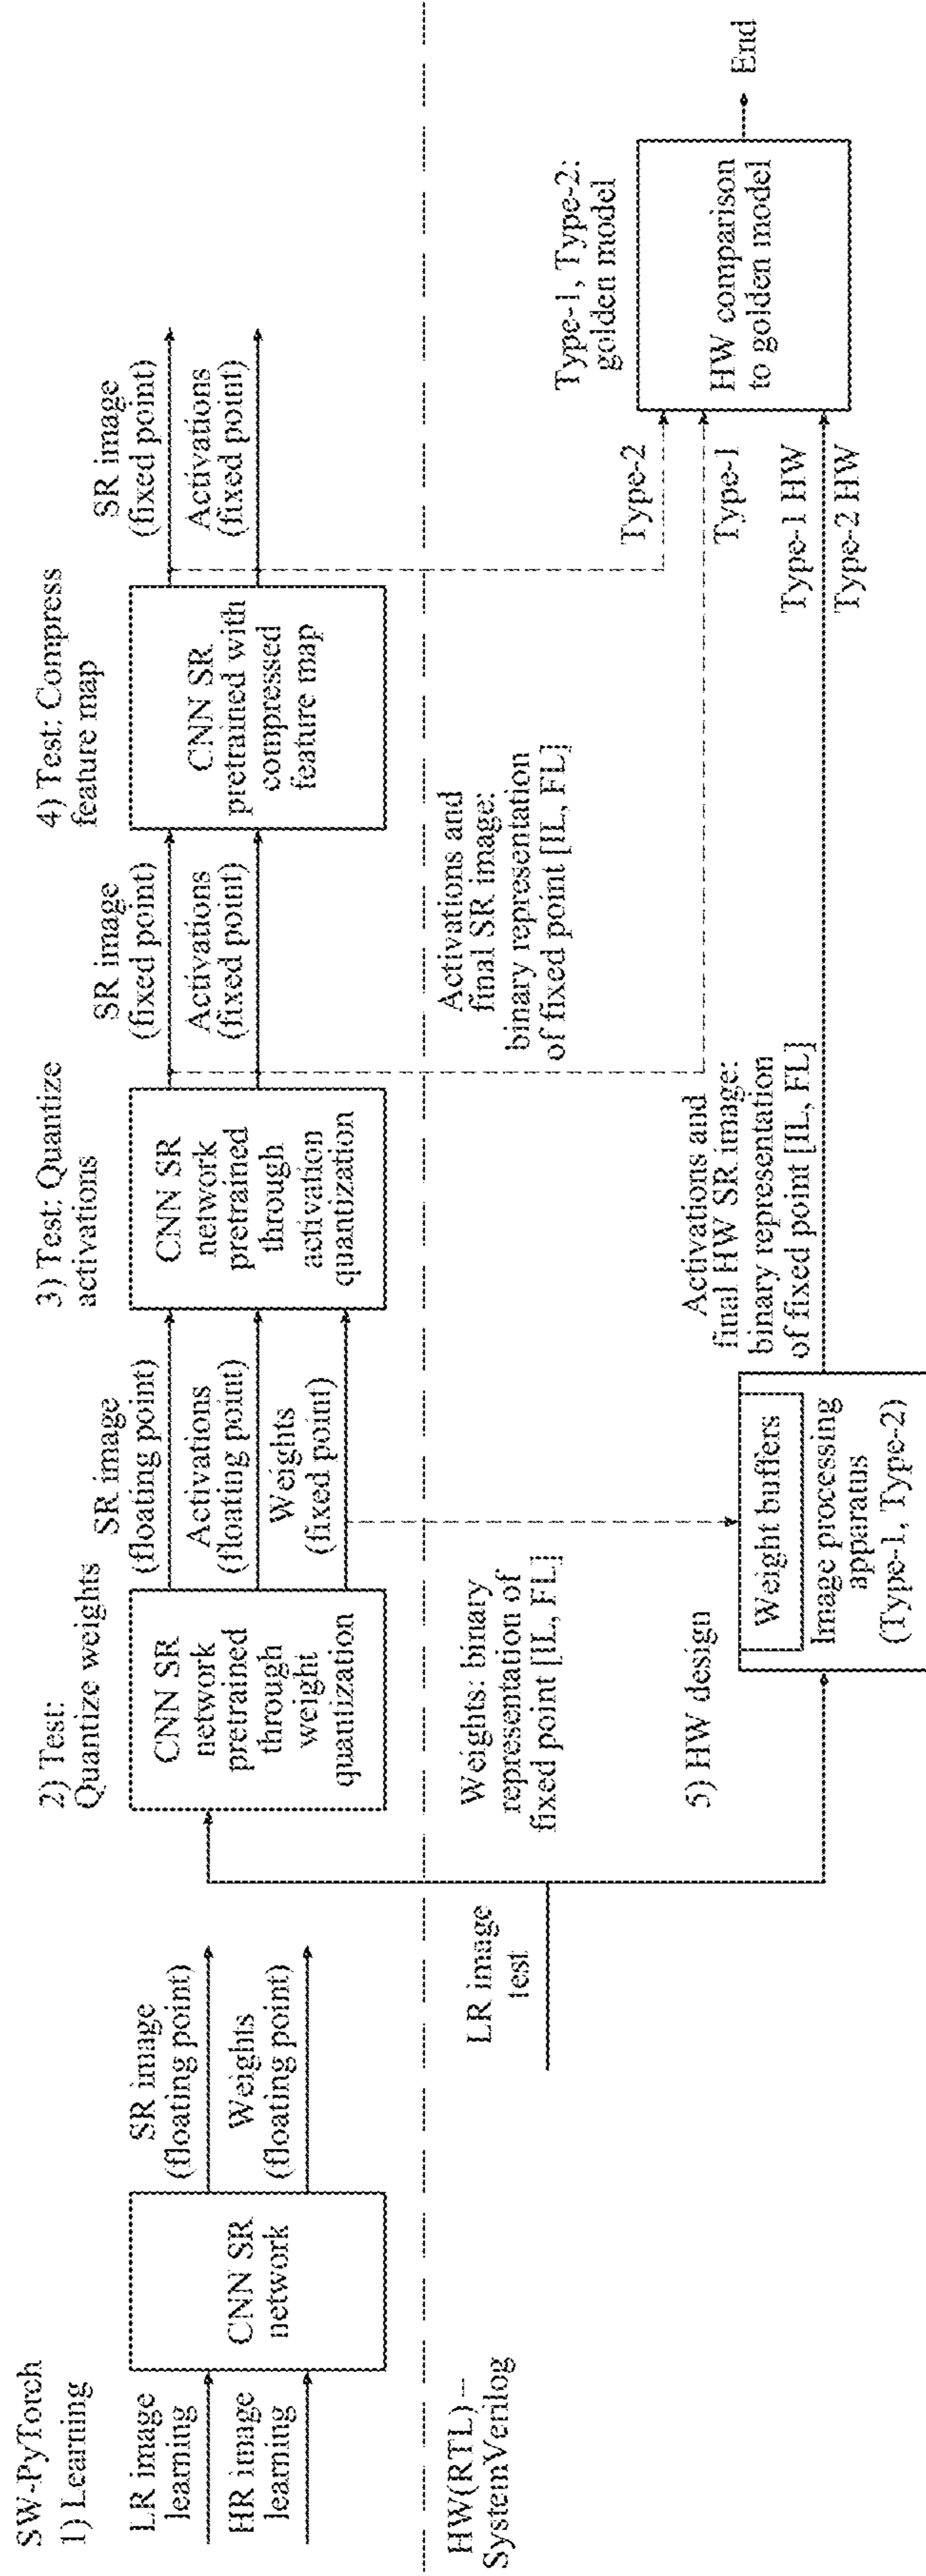 SW-PyTorch
1) Learning
LR image
learning
HR image
learning
CNN SR
network
SR image
(floating point)
Weights
(floating point)
2) Test:
Quantize weights
CNN SR
network
pretrained
through
weight
quantization
SR image
(floating point)
Activations
(floating point)
Weights
(fixed point)
3) Test: Quantize
activations
CNN SR
network
pretrained
through
activation
quantization
SR image
(fixed point)
Activations
(fixed point)
4) Test: Compress
feature map
CNN SR
pretrained with
compressed
feature map
SR image
(fixed point)
Activations
(fixed point)
HW(RTL) –
SystemVerilog
LR image
test
Weights: binary
representation of
fixed point [IL, FL]
5) HW design
Weight buffers
Image processing
apparatus
(Type-1, Type-2)
Activations and
final SR image:
binary representation
of fixed point [IL, FL]
Activations and
final HW SR image:
binary representation
of fixed point [IL, FL]
Type-2
Type-1
Type-1 HW
Type-2 HW
Type-1, Type-2:
golden model
HW comparison
to golden model
End